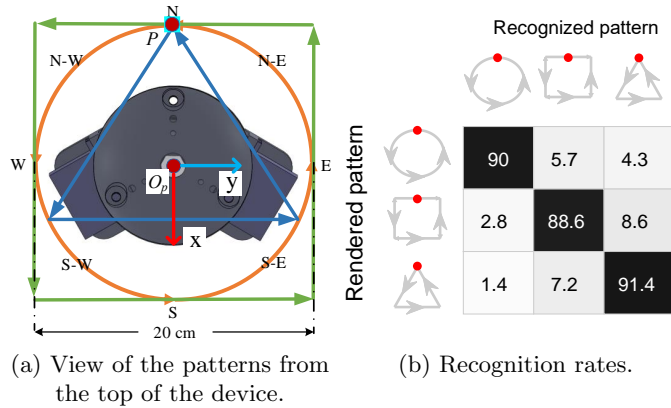 N
P
N-W
N-E
W
E
O_p
y
x
S-W
S-E
S
20 cm
(a) View of the patterns from
the top of the device.
Recognized pattern
Rendered pattern
90 5.7 4.3
2.8 88.6 8.6
1.4 7.2 91.4
(b) Recognition rates.